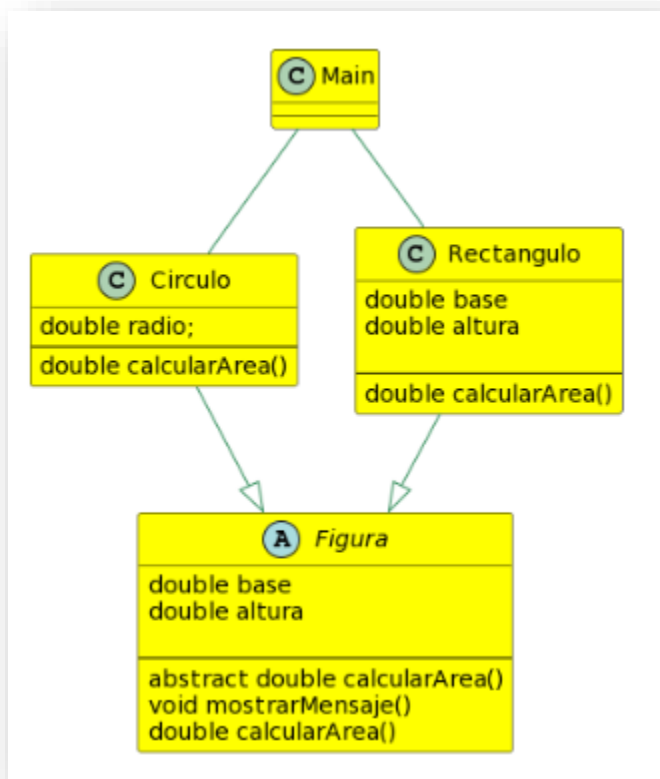 C Main
C Circulo
double radio;
double calcularArea()
C Rectangulo
double base
double altura
double calcularArea()
A Figura
double base
double altura
abstract double calcularArea()
void mostrarMensaje()
double calcularArea()